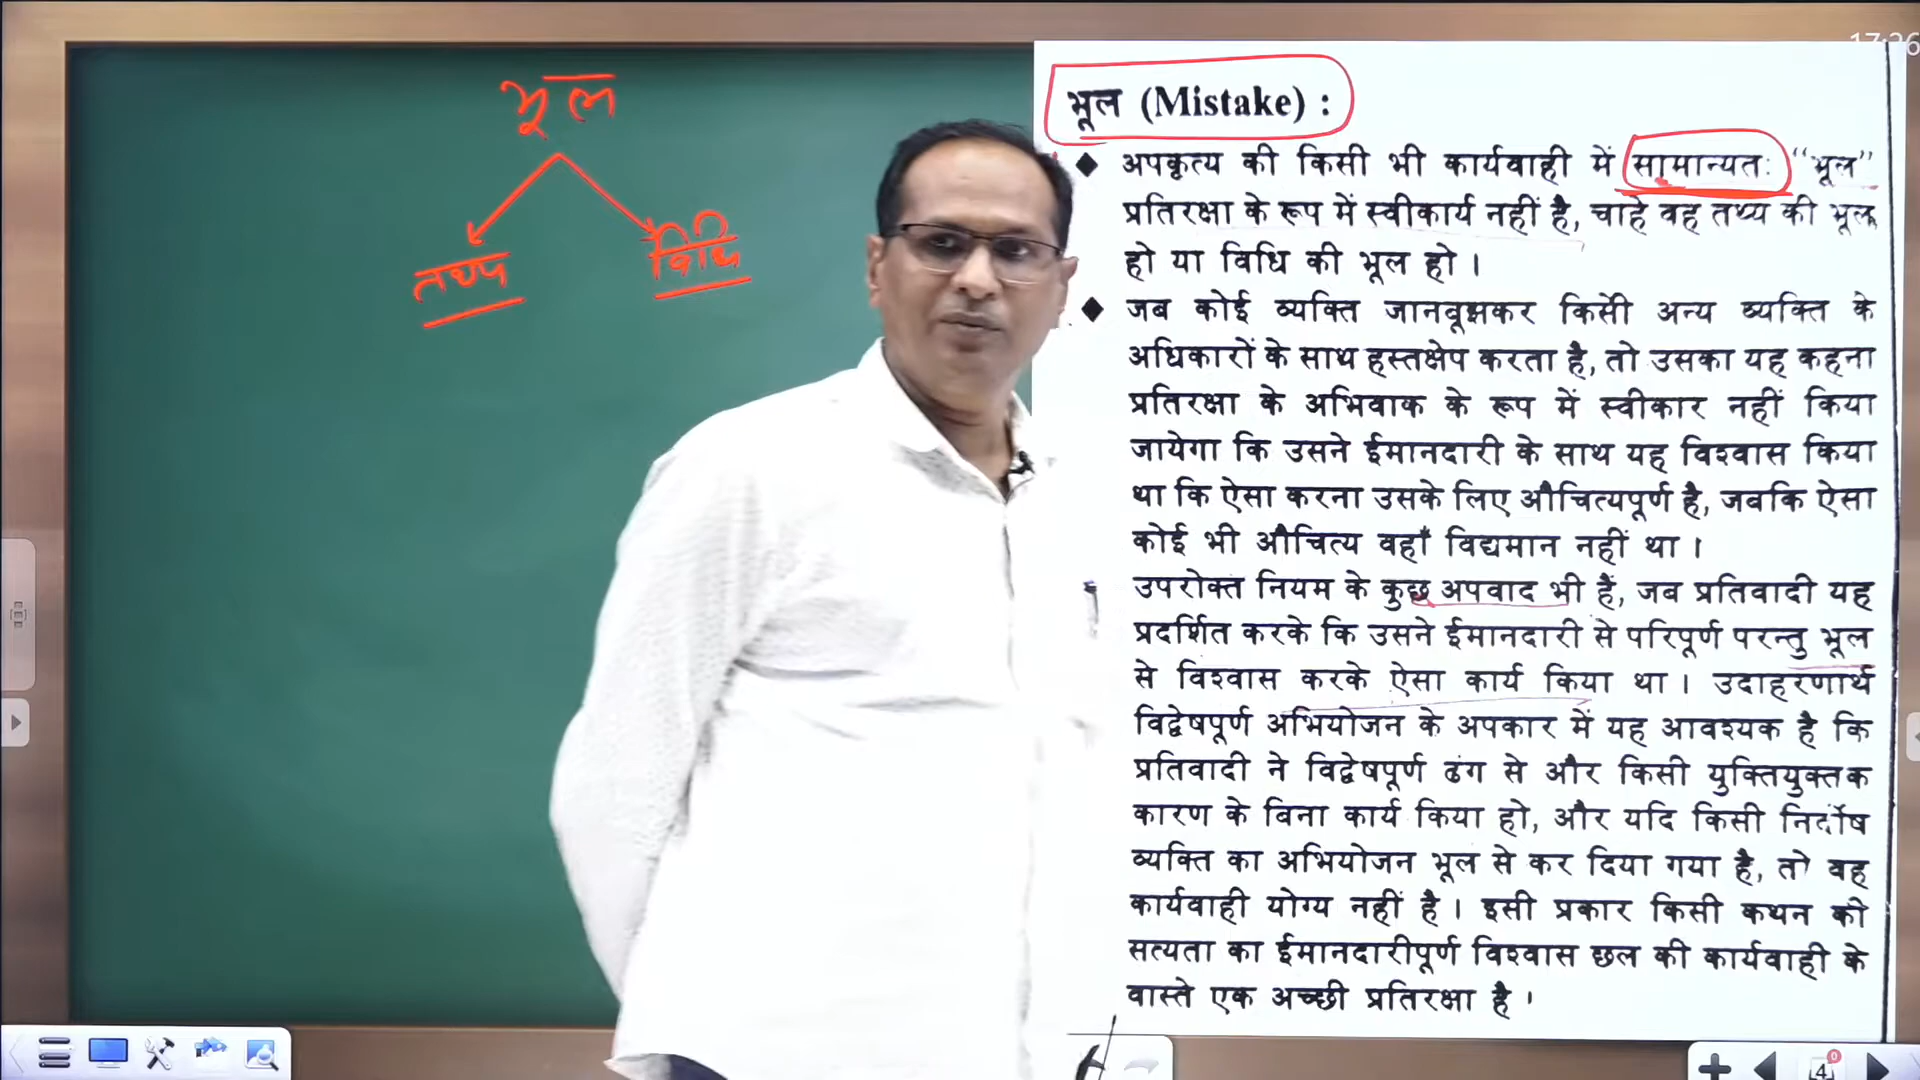 भूल
तथ्य
विधि
भूल (Mistake) :
अपकृत्य की किसी भी कार्यवाही में सामान्यतः "भूल"
प्रतिरक्षा के रूप में स्वीकार्य नहीं है, चाहे वह तथ्य की भूल
हो या विधि की भूल हो ।
जब कोई व्यक्ति जानबूझकर किसी अन्य व्यक्ति के
अधिकारों के साथ हस्तक्षेप करता है, तो उसका यह कहना
प्रतिरक्षा के अभिवाक के रूप में स्वीकार नहीं किया
जायेगा कि उसने ईमानदारी के साथ यह विश्वास किया
था कि ऐसा करना उसके लिए औचित्यपूर्ण है, जबकि ऐसा
कोई भी औचित्य वहाँ विद्यमान नहीं था ।
उपरोक्त नियम के कुछ अपवाद भी हैं, जब प्रतिवादी यह
प्रदर्शित करके कि उसने ईमानदारी से परिपूर्ण परन्तु भूल
से विश्वास करके ऐसा कार्य किया था । उदाहरणार्थ
विद्वेषपूर्ण अभियोजन के अपकार में यह आवश्यक है कि
प्रतिवादी ने विद्वेषपूर्ण ढंग से और किसी युक्तियुक्तक
कारण के बिना कार्य किया हो, और यदि किसी निर्दोष
व्यक्ति का अभियोजन भूल से कर दिया गया है, तो वह
कार्यवाही योग्य नहीं है । इसी प्रकार किसी कथन की
सत्यता का ईमानदारीपूर्ण विश्वास छल की कार्यवाही के
वास्ते एक अच्छी प्रतिरक्षा है ।
4
0